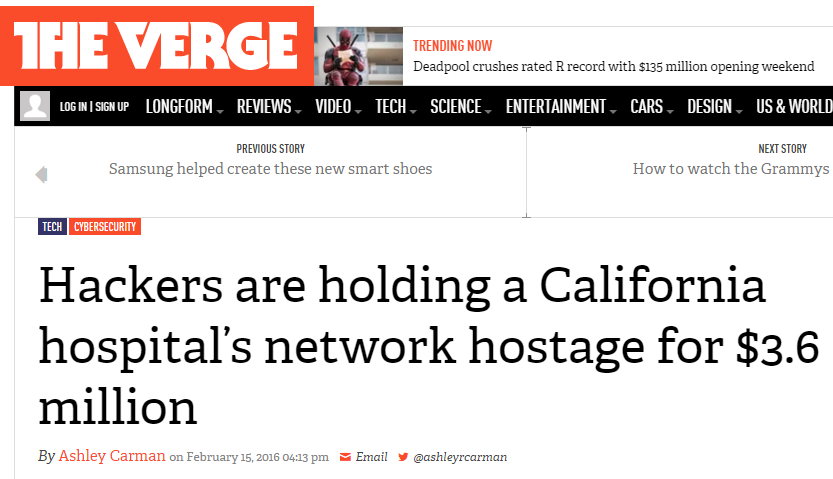 THE VERGE
TRENDING NOW
Deadpool crushes rated R record with $135 million opening weekend
LOG IN | SIGN UP LONGFORM REVIEWS VIDEO TECH SCIENCE ENTERTAINMENT CARS DESIGN US & WORLD
PREVIOUS STORY
Samsung helped create these new smart shoes
NEXT STORY
How to watch the Grammys
TECH CYBERSECURITY
Hackers are holding a California
hospital’s network hostage for $3.6
million
By Ashley Carman on February 15, 2016 04:13 pm Email @ashleyrcarman